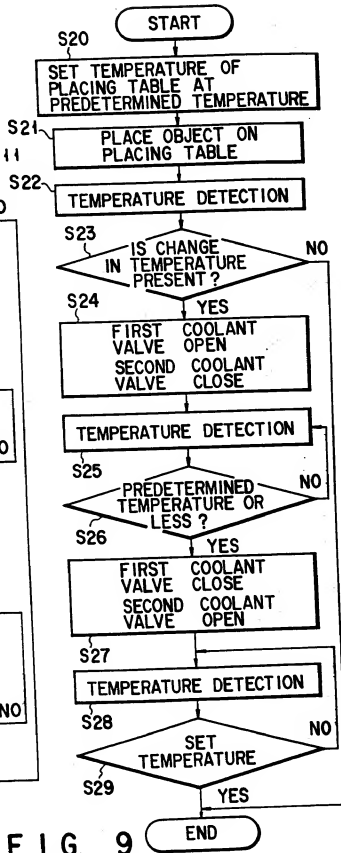 START
S20
SET TEMPERATURE OF
PLACING TABLE AT
PREDETERMINED TEMPERATURE
S21
PLACE OBJECT ON
PLACING TABLE
S22
TEMPERATURE DETECTION
S23
IS CHANGE
IN TEMPERATURE
PRESENT?
NO
YES
S24
FIRST COOLANT
VALVE OPEN
SECOND COOLANT
VALVE CLOSE
TEMPERATURE DETECTION
S25
PREDETERMINED
TEMPERATURE OR
LESS?
NO
S26
YES
FIRST COOLANT
VALVE CLOSE
SECOND COOLANT
VALVE OPEN
S27
TEMPERATURE DETECTION
S28
NO
SET
TEMPERATURE
S29
YES
END
FIG 9
NO